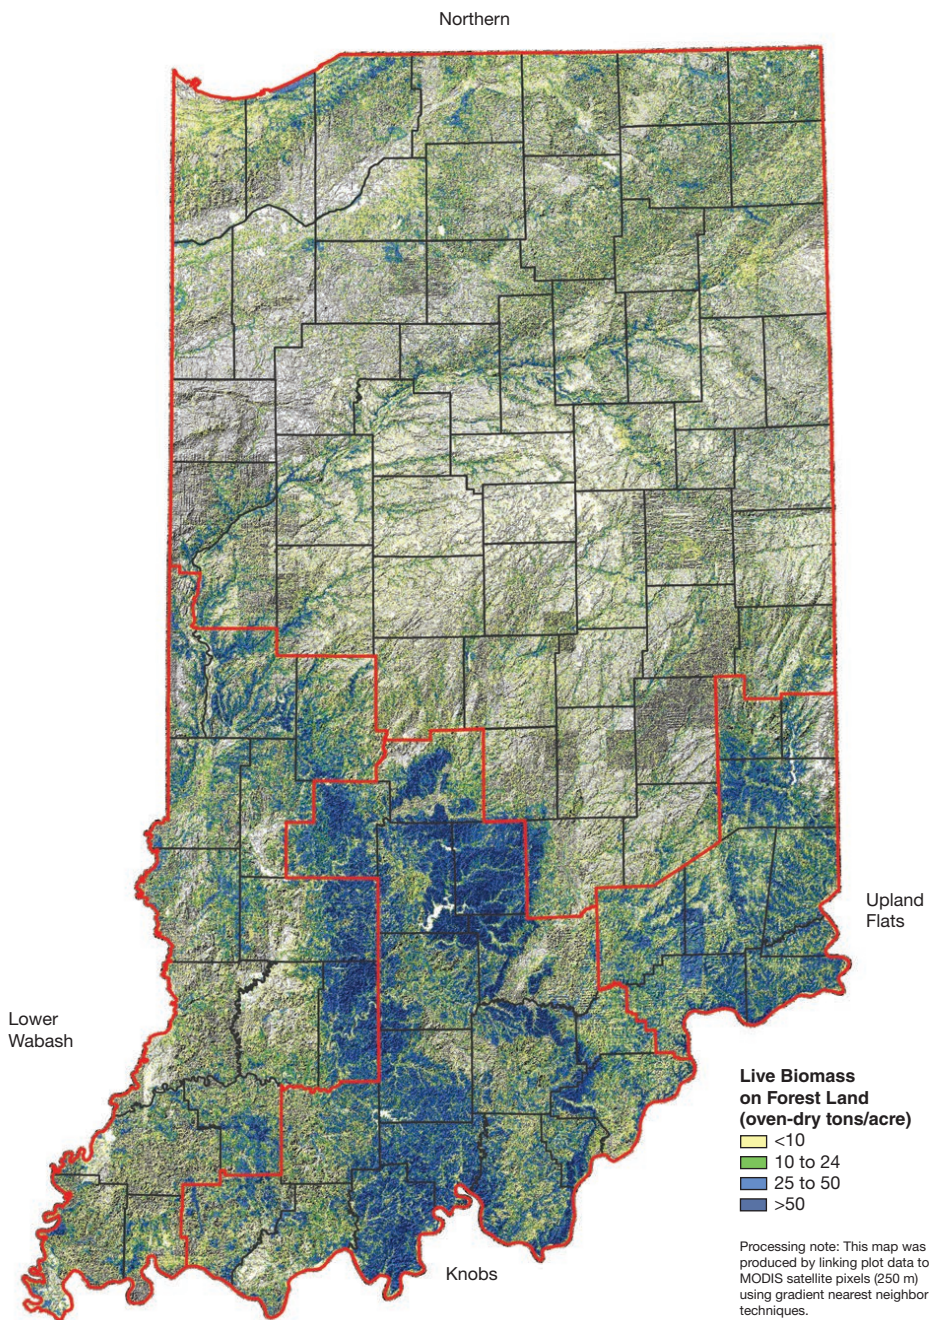 Northern
Upland
Flats
Lower
Wabash
Live Biomass
on Forest Land
(oven-dry tons/acre)
<10
10 to 24
25 to 50
>50
Knobs
Processing note: This map was
produced by linking plot data to
MODIS satellite pixels (250 m)
using gradient nearest neighbor
techniques.